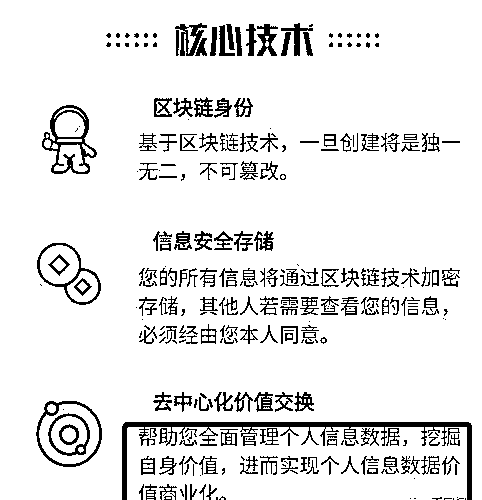 核心技术
区块链身份
基于区块链技术，一旦创建将是独一
无二，不可篡改。
信息安全存储
您的所有信息将通过区块链技术加密
存储，其他人若需要查看您的信息，
必须经由您本人同意。
去中心化价值交换
帮助您全面管理个人信息数据，挖掘
自身价值，进而实现个人信息数据价
值商业化。